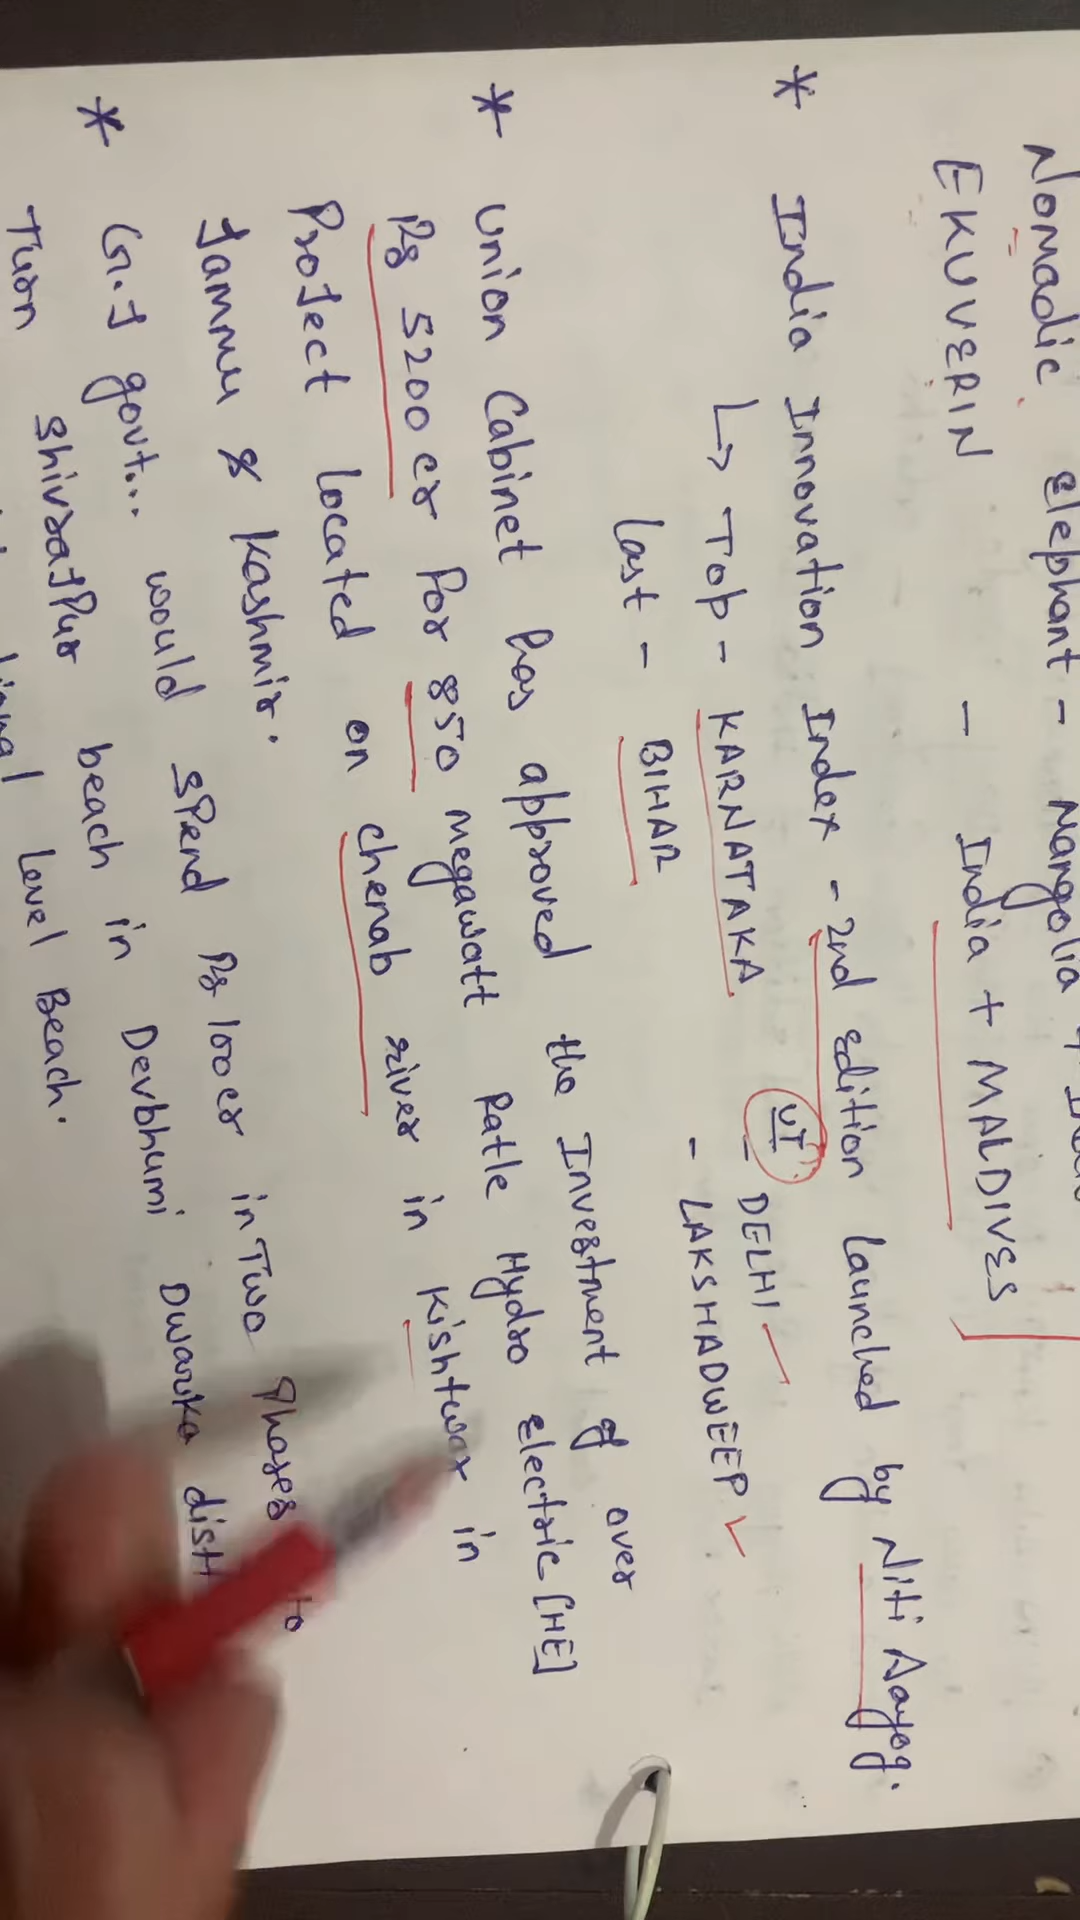 Nomadic Elephant - Mangolia +
EKUVERIN - India + MALDIVES
* India Innovation Index - 2nd edition launched by Niti Aayog.
↳ Top - KARNATAKA UT - DELHI
Last - BIHAR - LAKSHADWEEP
* Union Cabinet has approved the Investment of over
Rs 5200 cr for 850 megawatt Ratle Hydro electric [HE]
Project located on Chenab river in Kishtwar in
Jammu & Kashmir.
* G.J govt... would spend Rs 100 cr in Two Phases to
Turn ShivrajPur beach in Devbhumi Dwarka distt
Level Beach.